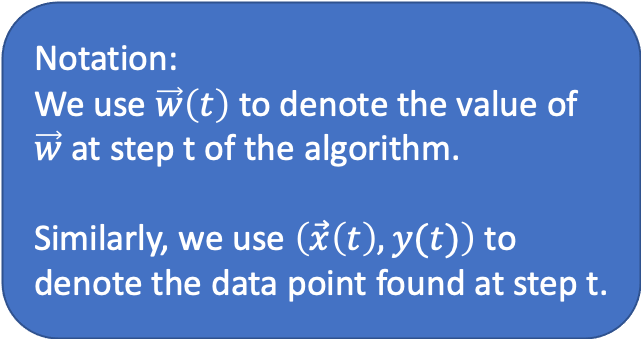 Notation:
We use w⃗(t) to denote the value of
w⃗ at step t of the algorithm.
Similarly, we use (x⃗(t), y(t)) to
denote the data point found at step t.